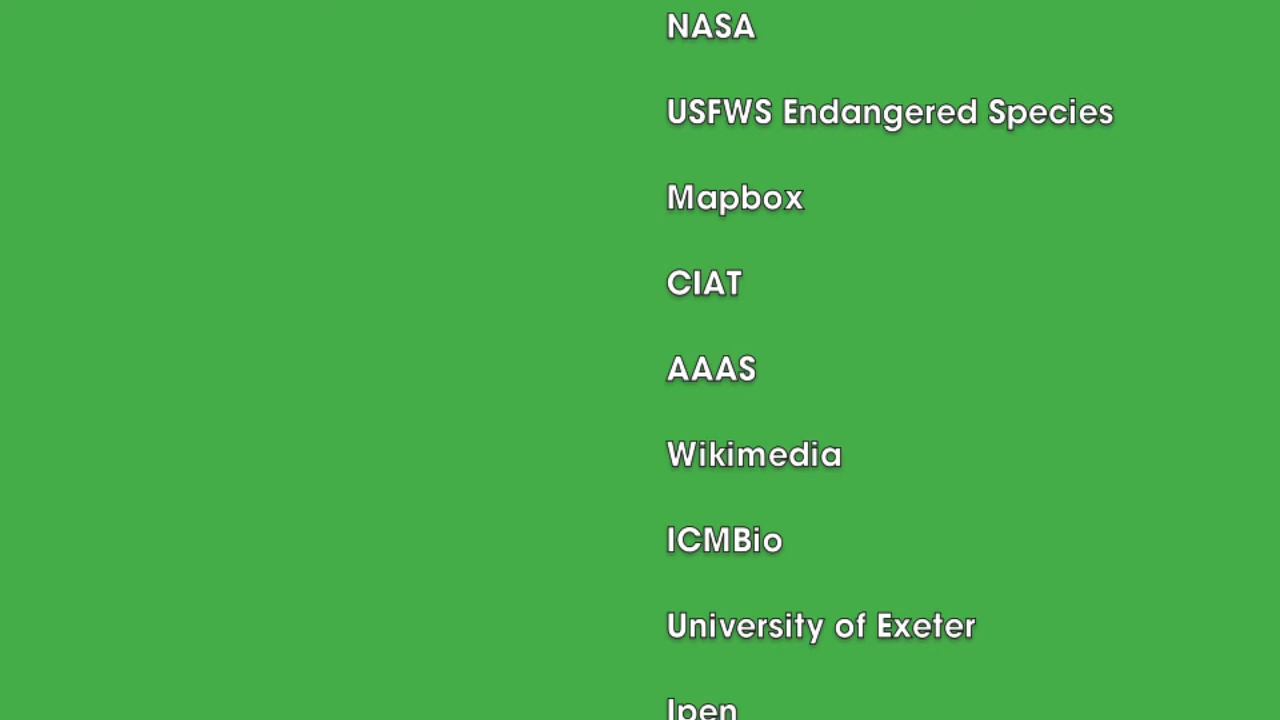 NASA
USFWS Endangered Species
Mapbox
CIAT
AAAS
Wikimedia
ICMBio
University of Exeter
Ipen